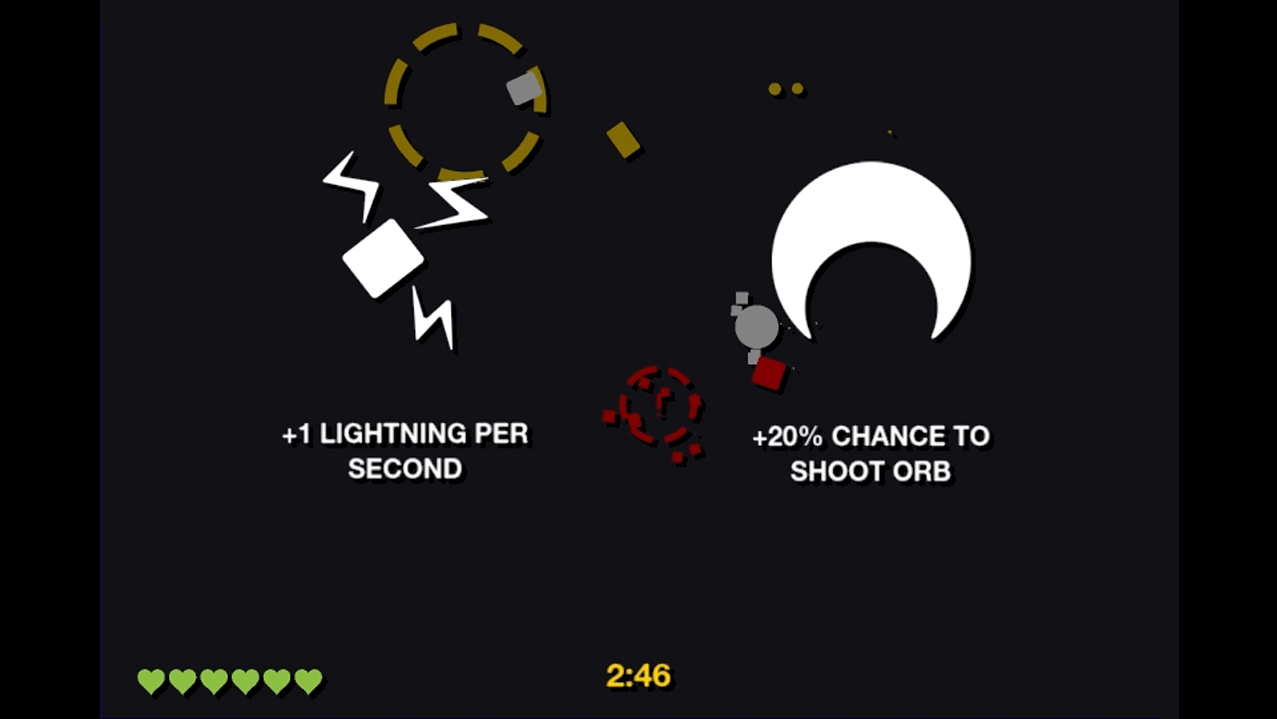 +1 LIGHTNING PER
SECOND
+20% CHANCE TO
SHOOT ORB
2:46